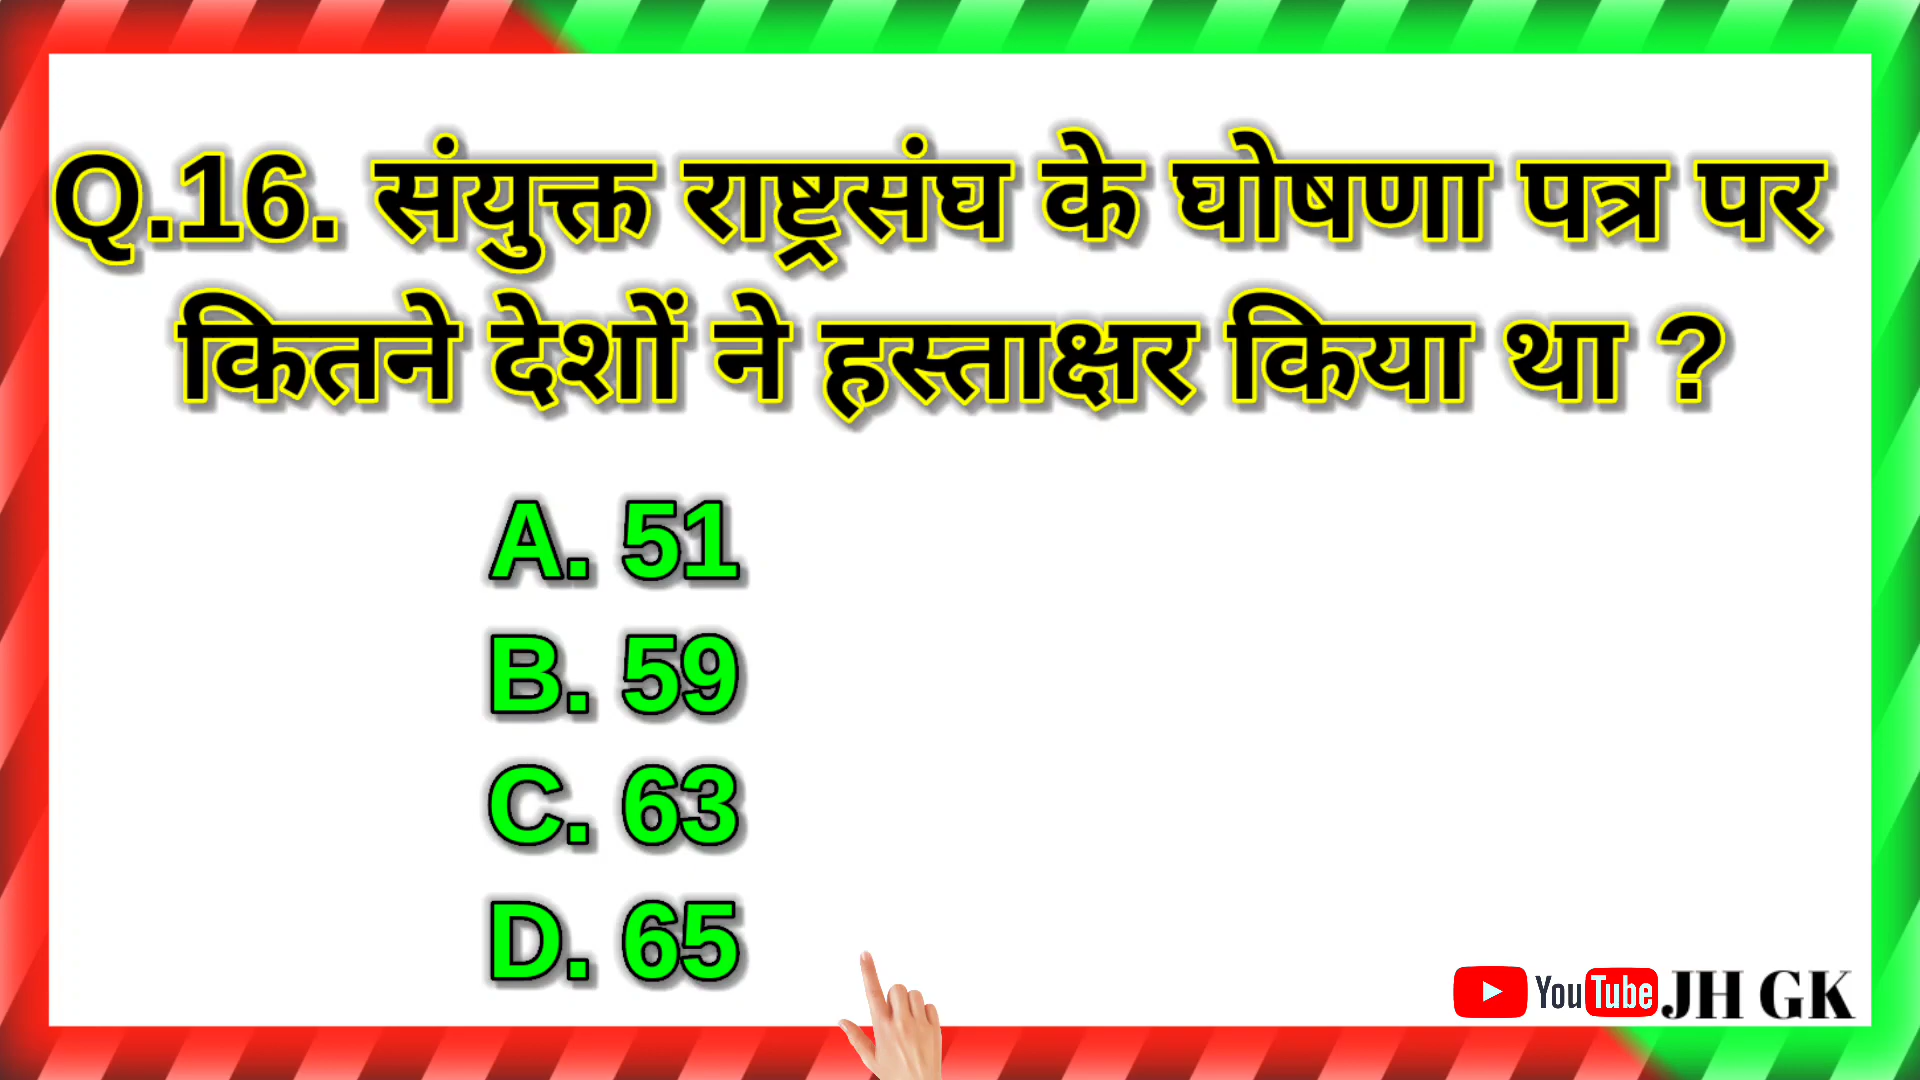 Q.16. संयुक्त राष्ट्रसंघ के घोषणा पत्र पर
कितने देशों ने हस्ताक्षर किया था ?
A. 51
B. 59
C. 63
D. 65
YouTube JH GK